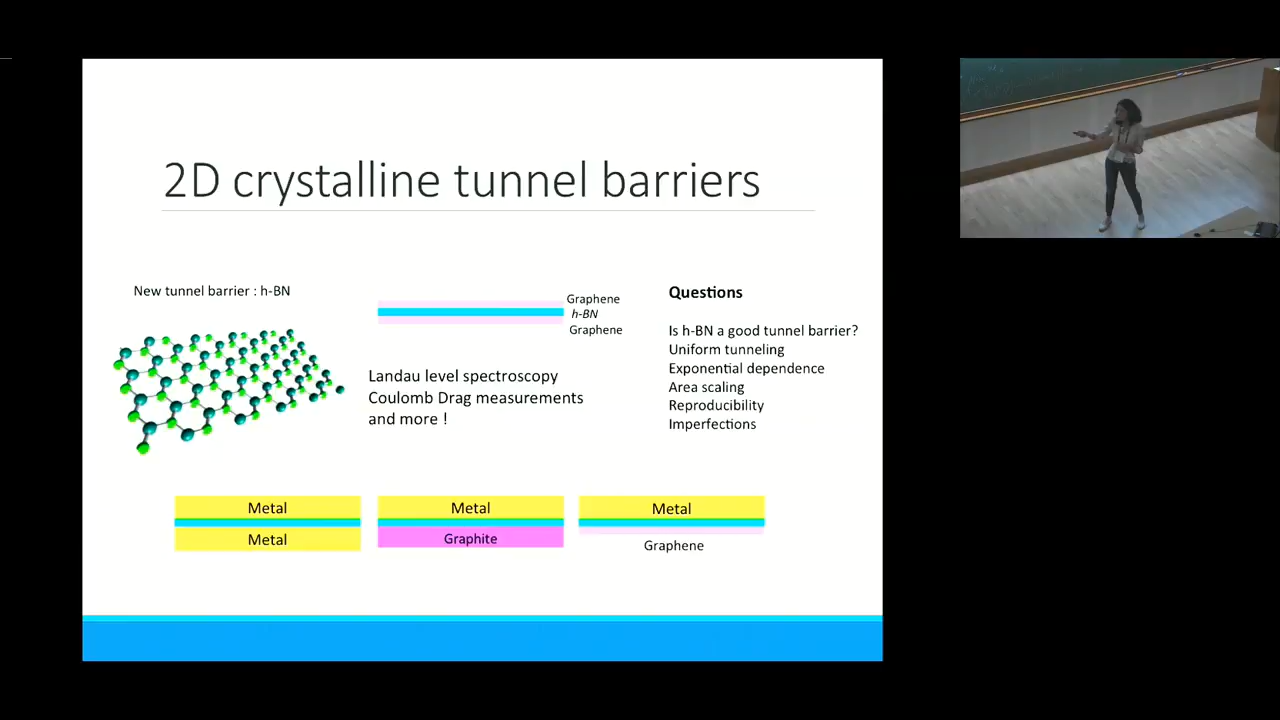 2D crystalline tunnel barriers
New tunnel barrier : h-BN
Graphene
h-BN
Graphene
Landau level spectroscopy
Coulomb Drag measurements
and more !
Questions
Is h-BN a good tunnel barrier?
Uniform tunneling
Exponential dependence
Area scaling
Reproducibility
Imperfections
Metal
Metal
Metal
Graphite
Metal
Graphene